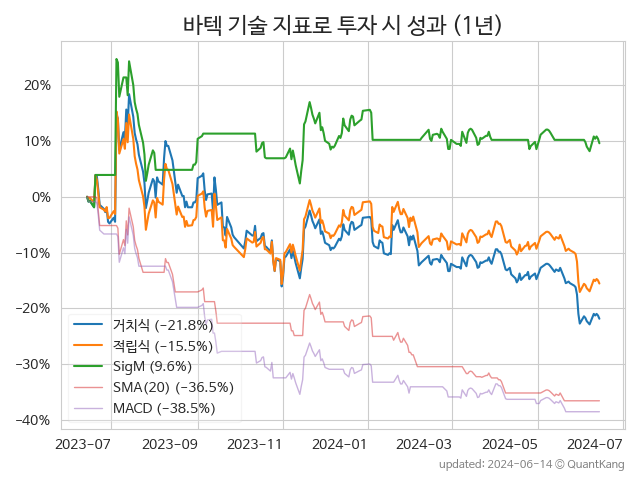 바텍 기술 지표로 투자 시 성과 (1년)
20%
10%
0%
−10%
−20%
−30%
−40%
거치식 (−21.8%)
적립식 (−15.5%)
SigM (9.6%)
SMA(20) (−36.5%)
MACD (−38.5%)
2023-07 2023-09 2023-11 2024-01 2024-03 2024-05 2024-07
updated: 2024-06-14 © QuantKang